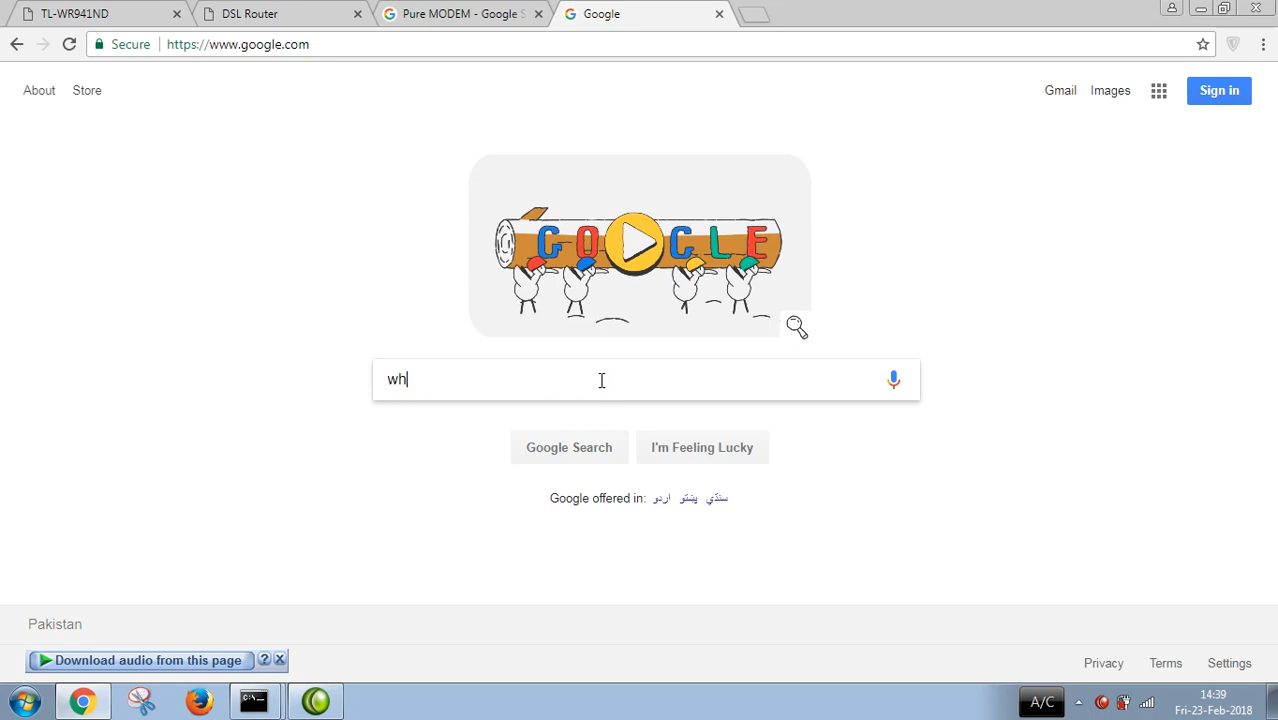 TL-WR941ND
DSL Router
Pure MODEM - Google S
Google
Secure
https://www.google.com
About Store
Gmail Images
Sign in
GOOGLE
wh
Google Search I'm Feeling Lucky
Google offered in: اردو پښتو سنڌي
Pakistan
Download audio from this page ?
Privacy Terms Settings
A/C
14:39
Fri-23-Feb-2018